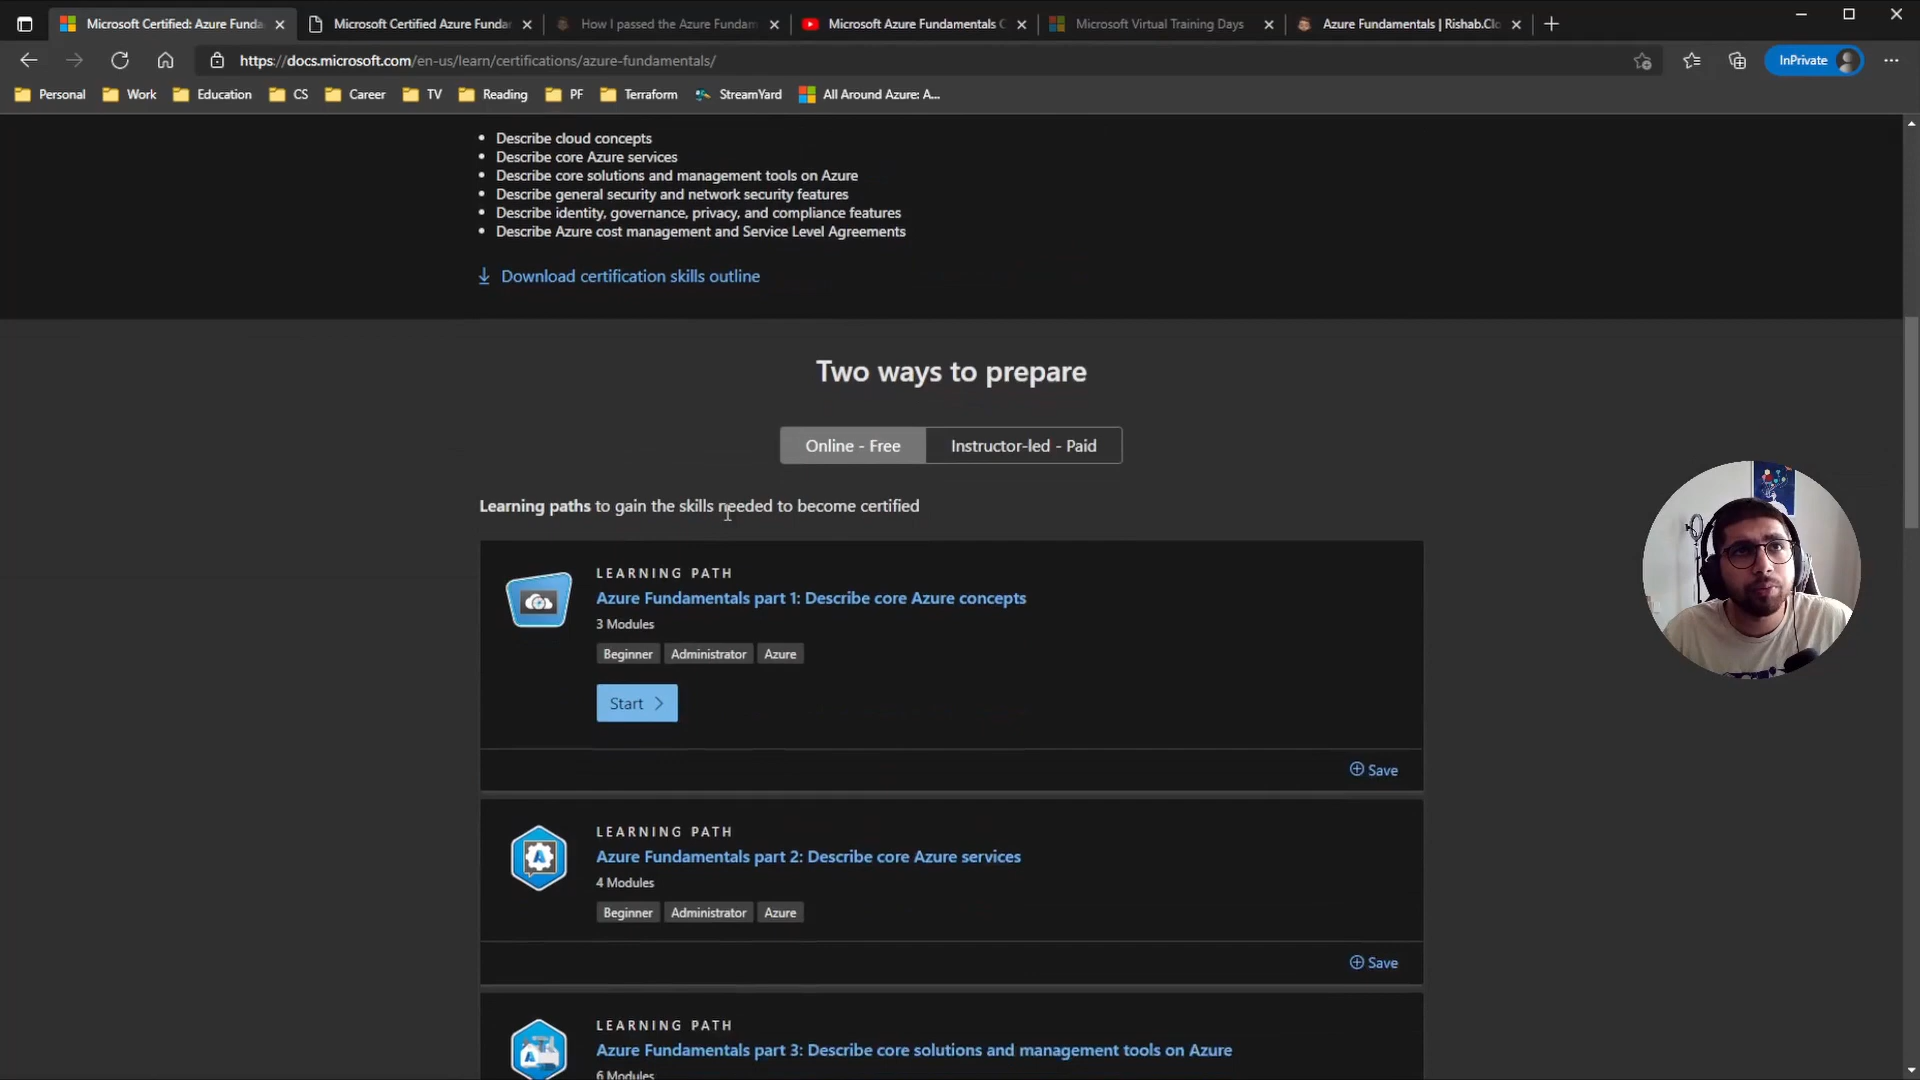 Microsoft Certified: Azure Funda
Microsoft Certified Azure Fundar
How I passed the Azure Fundam
Microsoft Azure Fundamentals C
Microsoft Virtual Training Days
Azure Fundamentals | Rishab.Clo
https://docs.microsoft.com/en-us/learn/certifications/azure-fundamentals/
InPrivate
Personal
Work
Education
CS
Career
TV
Reading
PF
Terraform
StreamYard
All Around Azure: A...
• Describe cloud concepts
• Describe core Azure services
• Describe core solutions and management tools on Azure
• Describe general security and network security features
• Describe identity, governance, privacy, and compliance features
• Describe Azure cost management and Service Level Agreements
Download certification skills outline
Two ways to prepare
Online - Free
Instructor-led - Paid
Learning paths to gain the skills needed to become certified
LEARNING PATH
Azure Fundamentals part 1: Describe core Azure concepts
3 Modules
Beginner
Administrator
Azure
Start
Save
LEARNING PATH
Azure Fundamentals part 2: Describe core Azure services
4 Modules
Beginner
Administrator
Azure
Save
LEARNING PATH
Azure Fundamentals part 3: Describe core solutions and management tools on Azure
6 Modules